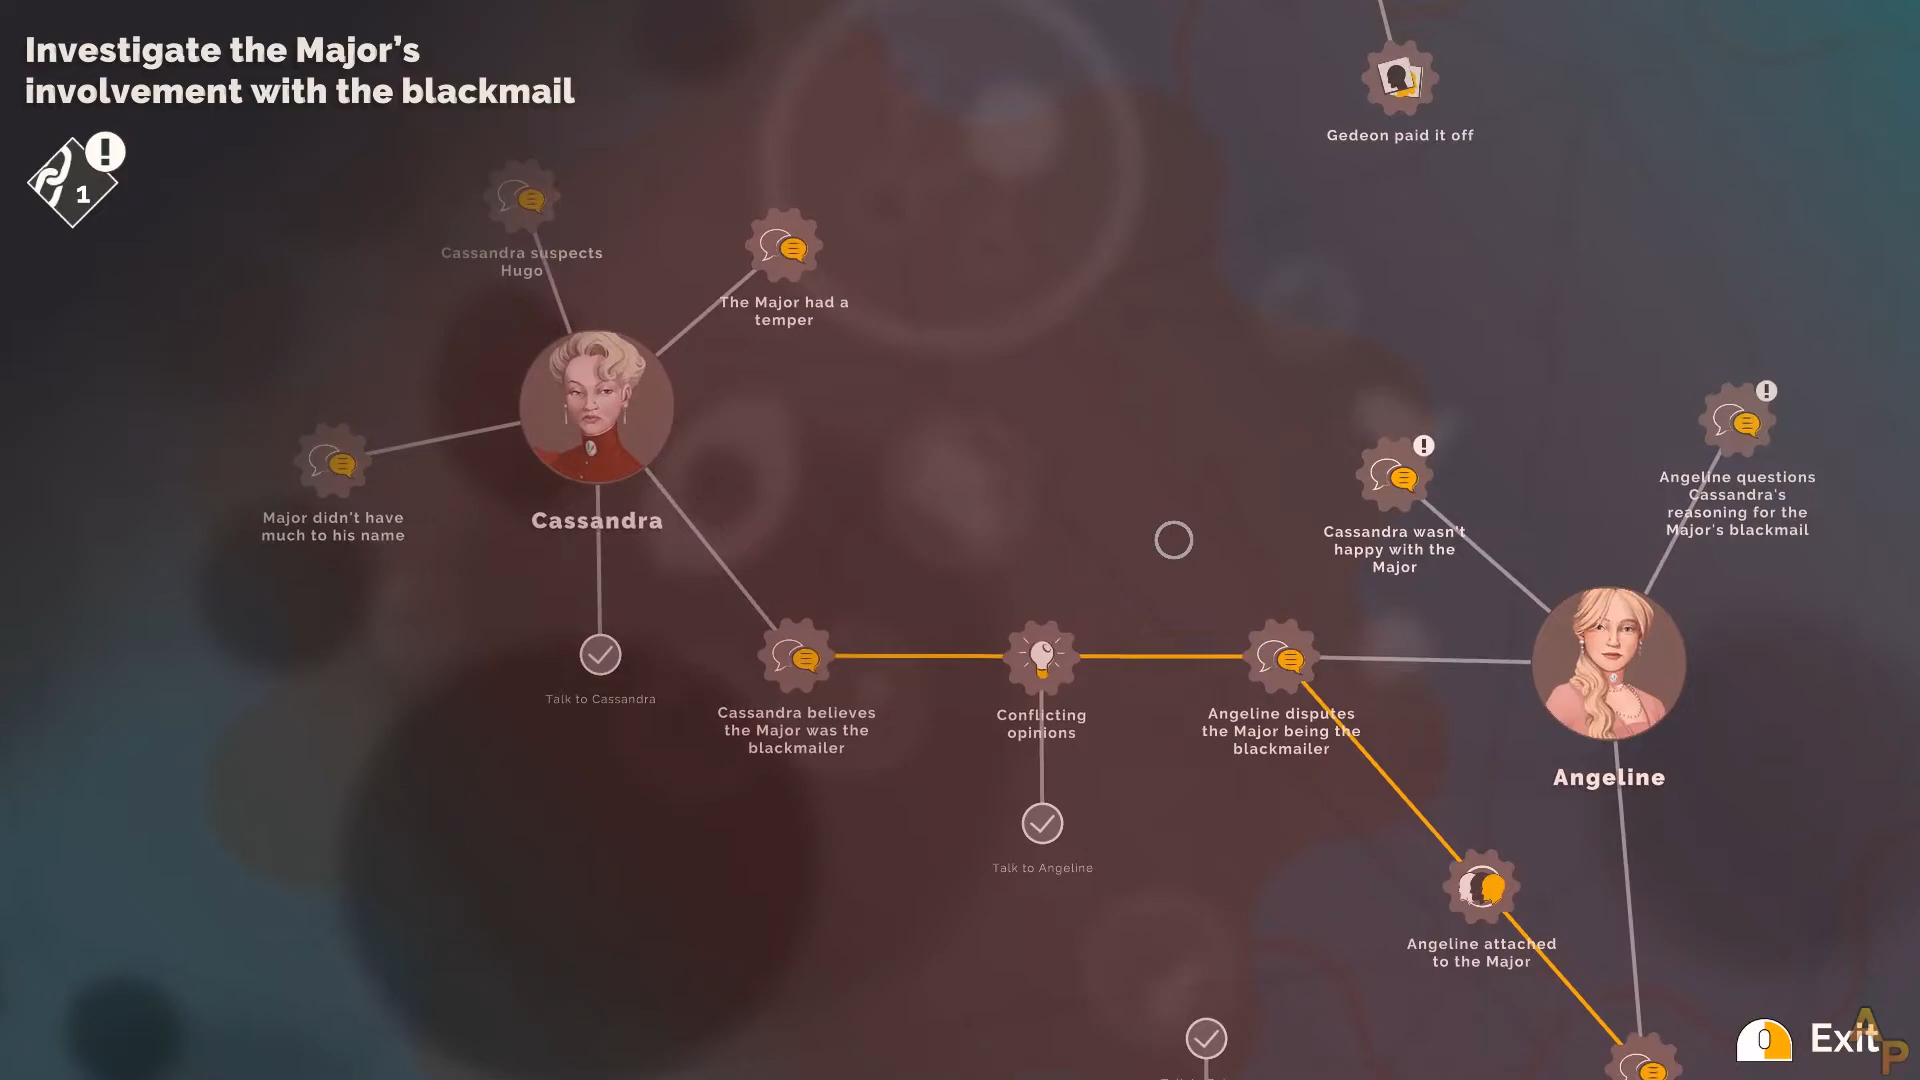 Investigate the Major's
involvement with the blackmail
1
Gedeon paid it off
Cassandra suspects
Hugo
The Major had a
temper
Major didn't have
much to his name
Cassandra
Cassandra wasn't
happy with the
Major
Angeline questions
Cassandra's
reasoning for the
Major's blackmail
Talk to Cassandra
Cassandra believes
the Major was the
blackmailer
Conflicting
opinions
Angeline disputes
the Major being the
blackmailer
Angeline
Talk to Angeline
Angeline attached
to the Major
Exit
AP